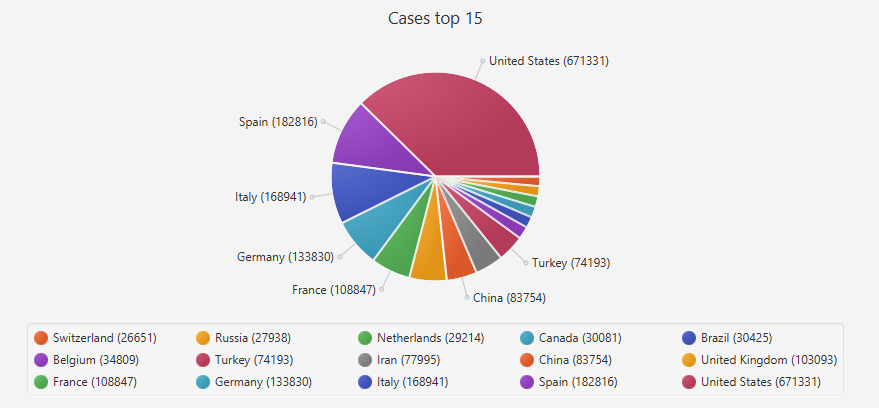 Cases top 15
United States (671331)
Spain (182816)
Italy (168941)
Germany (133830)
Turkey (74193)
France (108847)
China (83754)
Switzerland (26651) Russia (27938) Netherlands (29214) Canada (30081) Brazil (30425)
Belgium (34809) Turkey (74193) Iran (77995) China (83754) United Kingdom (103093)
France (108847) Germany (133830) Italy (168941) Spain (182816) United States (671331)